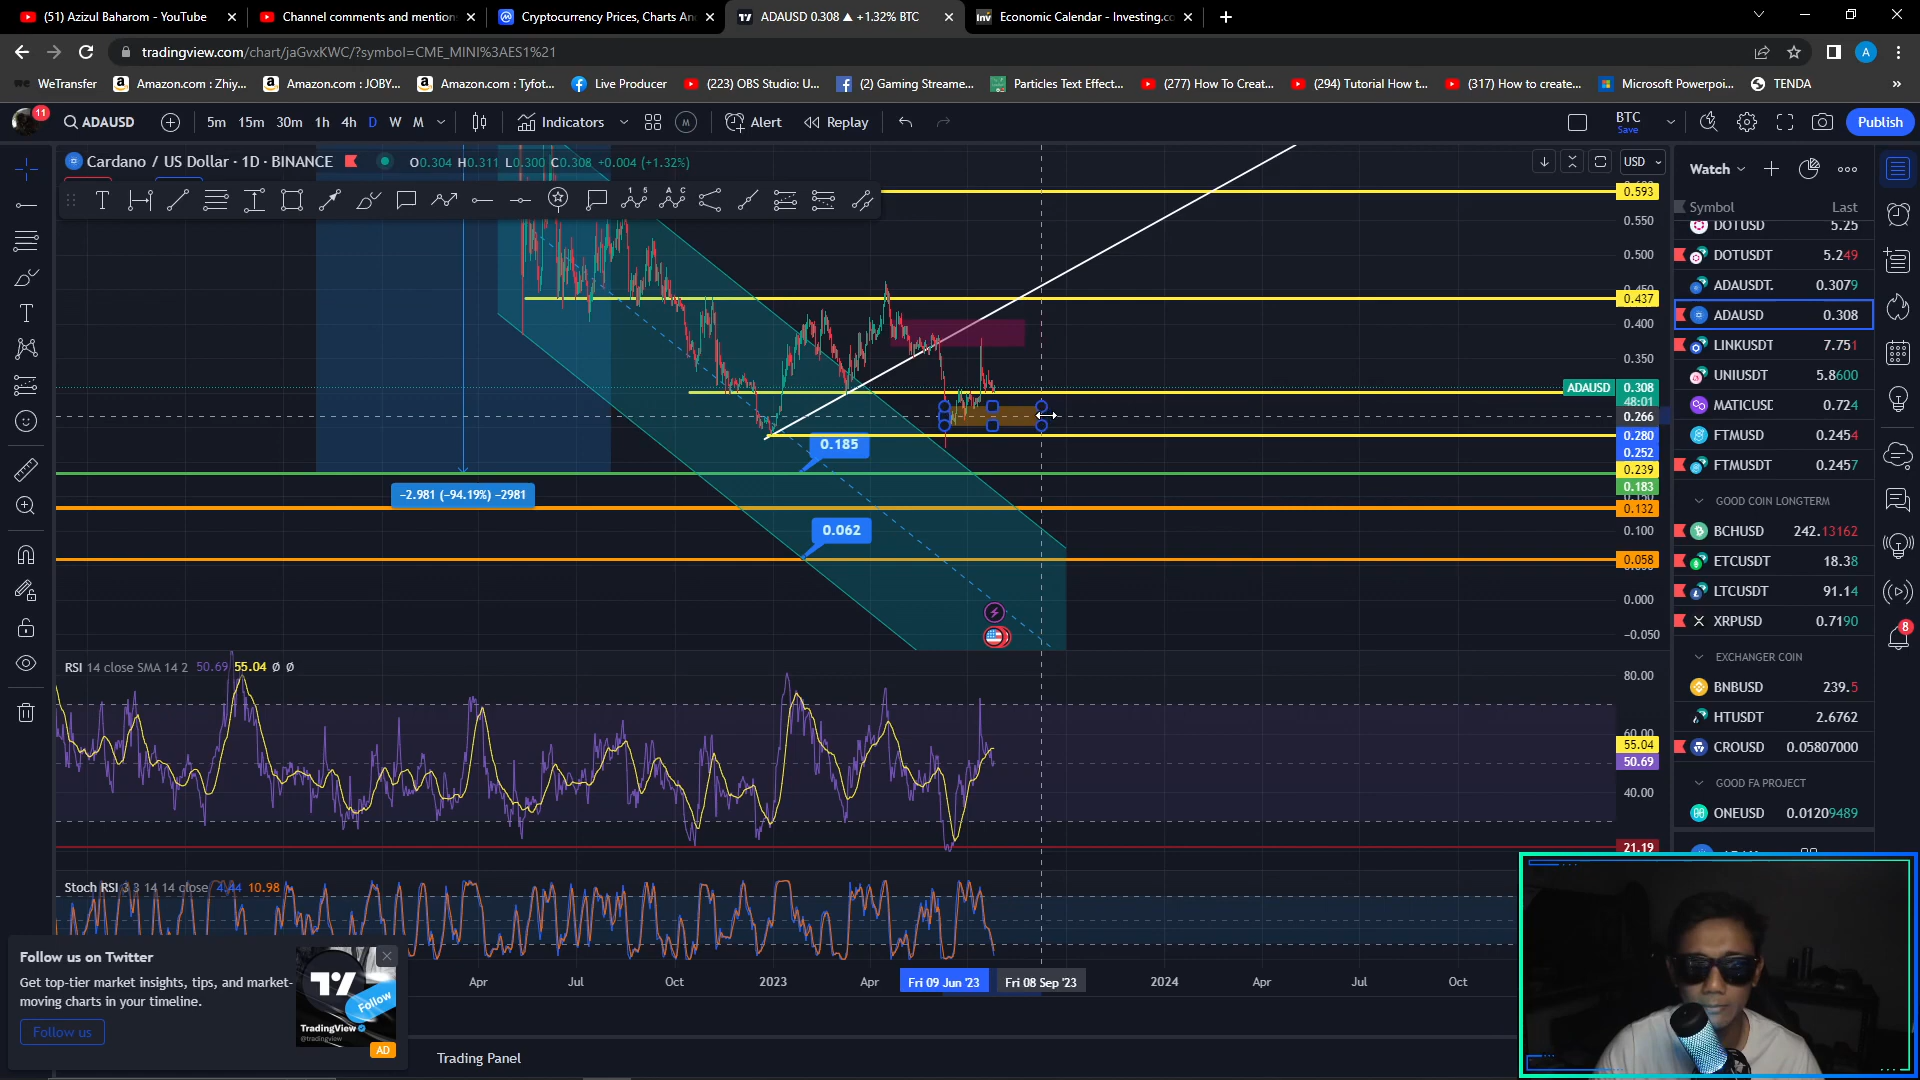 (51) Azizul Baharom - YouTube
Channel comments and mention
Cryptocurrency Prices, Charts An
ADAUSD 0.308 ▲ +1.32% BTC
Economic Calendar - Investing.co
tradingview.com/chart/jaGvxKWC/?symbol=CME_MINI%3AES1%21
WeTransfer
Amazon.com : Zhiy...
Amazon.com : JOBY...
Amazon.com : Tyfot...
Live Producer
(223) OBS Studio: U...
(2) Gaming Streame...
Particles Text Effect...
(277) How To Creat...
(294) Tutorial How t...
(317) How to create...
Microsoft Powerpoi...
TENDA
11
ADAUSD
5m 15m 30m 1h 4h D W M
Indicators
M
Alert
Replay
BTC
Save
Publish
Cardano / US Dollar · 1D · BINANCE
O0.304 H0.311 L0.300 C0.308 +0.004 (+1.32%)
USD
0.593
0.550
0.500
0.437
0.400
0.350
ADAUSD 0.308
48:01
0.266
0.280
0.252
0.239
0.183
0.132
0.100
0.058
0.000
−0.050
0.185
−2.981 (−94.19%) −2981
0.062
RSI 14 close SMA 14 2 50.69 55.04 Ø Ø
80.00
60.00
55.04
50.69
40.00
21.19
Stoch RSI 3 3 14 14 close 4.44 10.98
Apr
Jul
Oct
2023
Apr
Fri 09 Jun '23
Fri 08 Sep '23
2024
Apr
Jul
Oct
Follow us on Twitter
Get top-tier market insights, tips, and market-
moving charts in your timeline.
Follow us
Follow
TradingView
@tradingview
AD
Trading Panel
Watch
Symbol Last
DOTUSD 5.25
DOTUSDT 5.249
ADAUSDT. 0.3079
ADAUSD 0.308
LINKUSDT 7.751
UNIUSDT 5.8600
MATICUSD 0.724
FTMUSD 0.2454
FTMUSDT 0.2457
GOOD COIN LONGTERM
BCHUSD 242.13162
ETCUSDT 18.38
LTCUSDT 91.14
XRPUSD 0.7190
EXCHANGER COIN
BNBUSD 239.5
HTUSDT 2.6762
CROUSD 0.05807000
GOOD FA PROJECT
ONEUSD 0.01209489
8